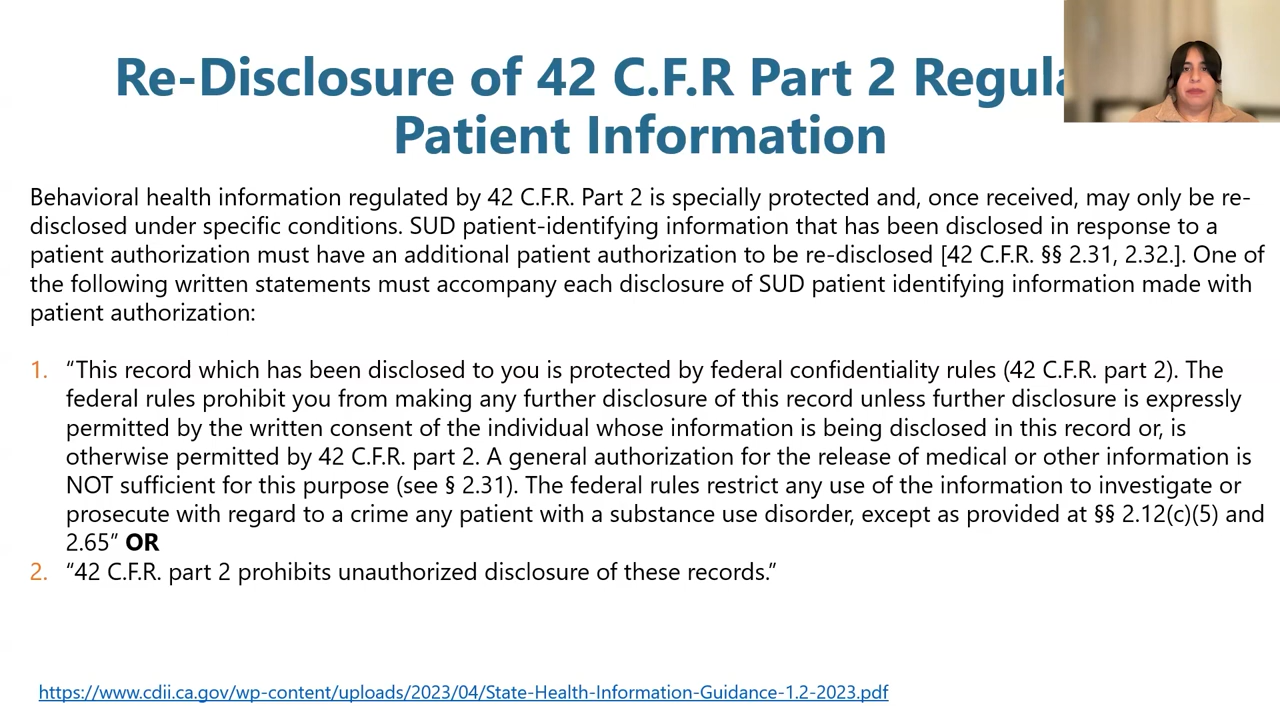 Re-Disclosure of 42 C.F.R Part 2
Patient Information
Behavioral health information regulated by 42 C.F.R. Part 2 is specially protected and, once received, may only be re-
disclosed under specific conditions. SUD patient-identifying information that has been disclosed in response to a
patient authorization must have an additional patient authorization to be re-disclosed [42 C.F.R. §§ 2.31, 2.32.]. One of
the following written statements must accompany each disclosure of SUD patient identifying information made with
patient authorization:
1. “This record which has been disclosed to you is protected by federal confidentiality rules (42 C.F.R. part 2). The
federal rules prohibit you from making any further disclosure of this record unless further disclosure is expressly
permitted by the written consent of the individual whose information is being disclosed in this record or, is
otherwise permitted by 42 C.F.R. part 2. A general authorization for the release of medical or other information is
NOT sufficient for this purpose (see § 2.31). The federal rules restrict any use of the information to investigate or
prosecute with regard to a crime any patient with a substance use disorder, except as provided at §§ 2.12(c)(5) and
2.65” OR
2. “42 C.F.R. part 2 prohibits unauthorized disclosure of these records.”
https://www.cdii.ca.gov/wp-content/uploads/2023/04/State-Health-Information-Guidance-1.2-2023.pdf